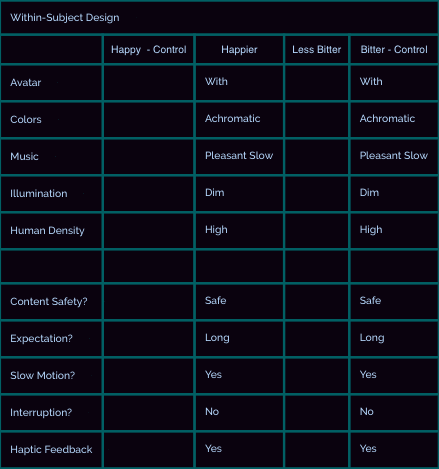 Within-Subject Design
Happy - Control Happier Less Bitter Bitter - Control
Avatar With With
Colors Achromatic Achromatic
Music Pleasant Slow Pleasant Slow
Illumination Dim Dim
Human Density High High
Content Safety? Safe Safe
Expectation? Long Long
Slow Motion? Yes Yes
Interruption? No No
Haptic Feedback Yes Yes